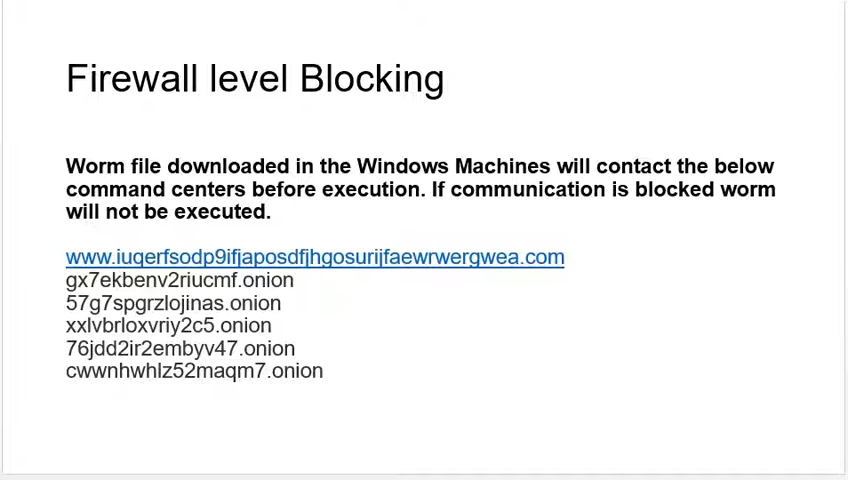 Firewall level Blocking
Worm file downloaded in the Windows Machines will contact the below
command centers before execution. If communication is blocked worm
will not be executed.
www.iuqerfsodp9ifjaposdfjhgosurijfaewrwergwea.com
gx7ekbenv2riucmf.onion
57g7spgrzlojinas.onion
xxlvbrloxvriy2c5.onion
76jdd2ir2embyv47.onion
cwwnhwhlz52maqm7.onion